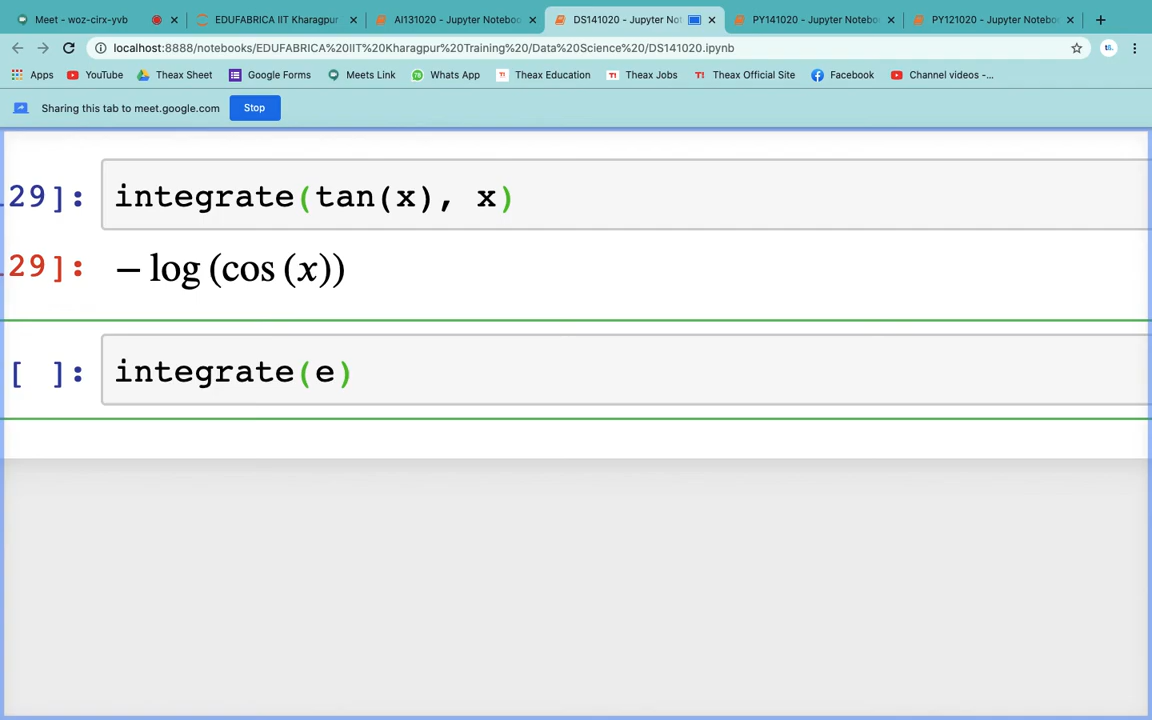 Meet - woz-cirx-yvb
EDUFABRICA IIT Kharagpur
AI131020 - Jupyter Noteboo
DS141020 - Jupyter Not
PY141020 - Jupyter Noteboo
PY121020 - Jupyter Noteboo
localhost:8888/notebooks/EDUFABRICA%20IIT%20Kharagpur%20Training%20/Data%20Science%20/DS141020.ipynb
Apps YouTube Theax Sheet Google Forms Meets Link Whats App Theax Education Theax Jobs Theax Official Site Facebook Channel videos -...
Sharing this tab to meet.google.com Stop
29]: integrate(tan(x), x)
29]: − log (cos (x))
[ ]: integrate(e)